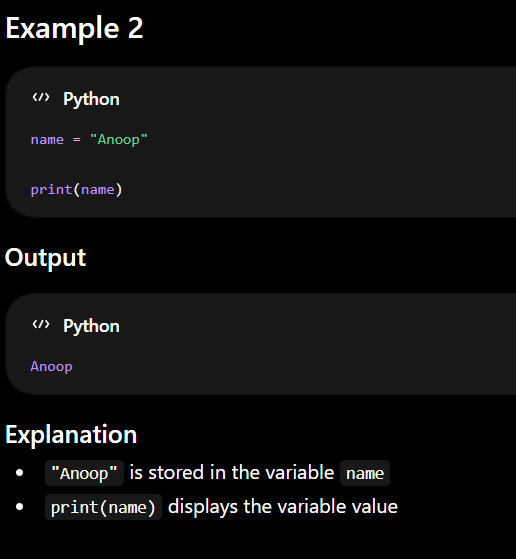 Example 2
</> Python
name = "Anoop"
print(name)
Output
</> Python
Anoop
Explanation
• "Anoop" is stored in the variable name
• print(name) displays the variable value